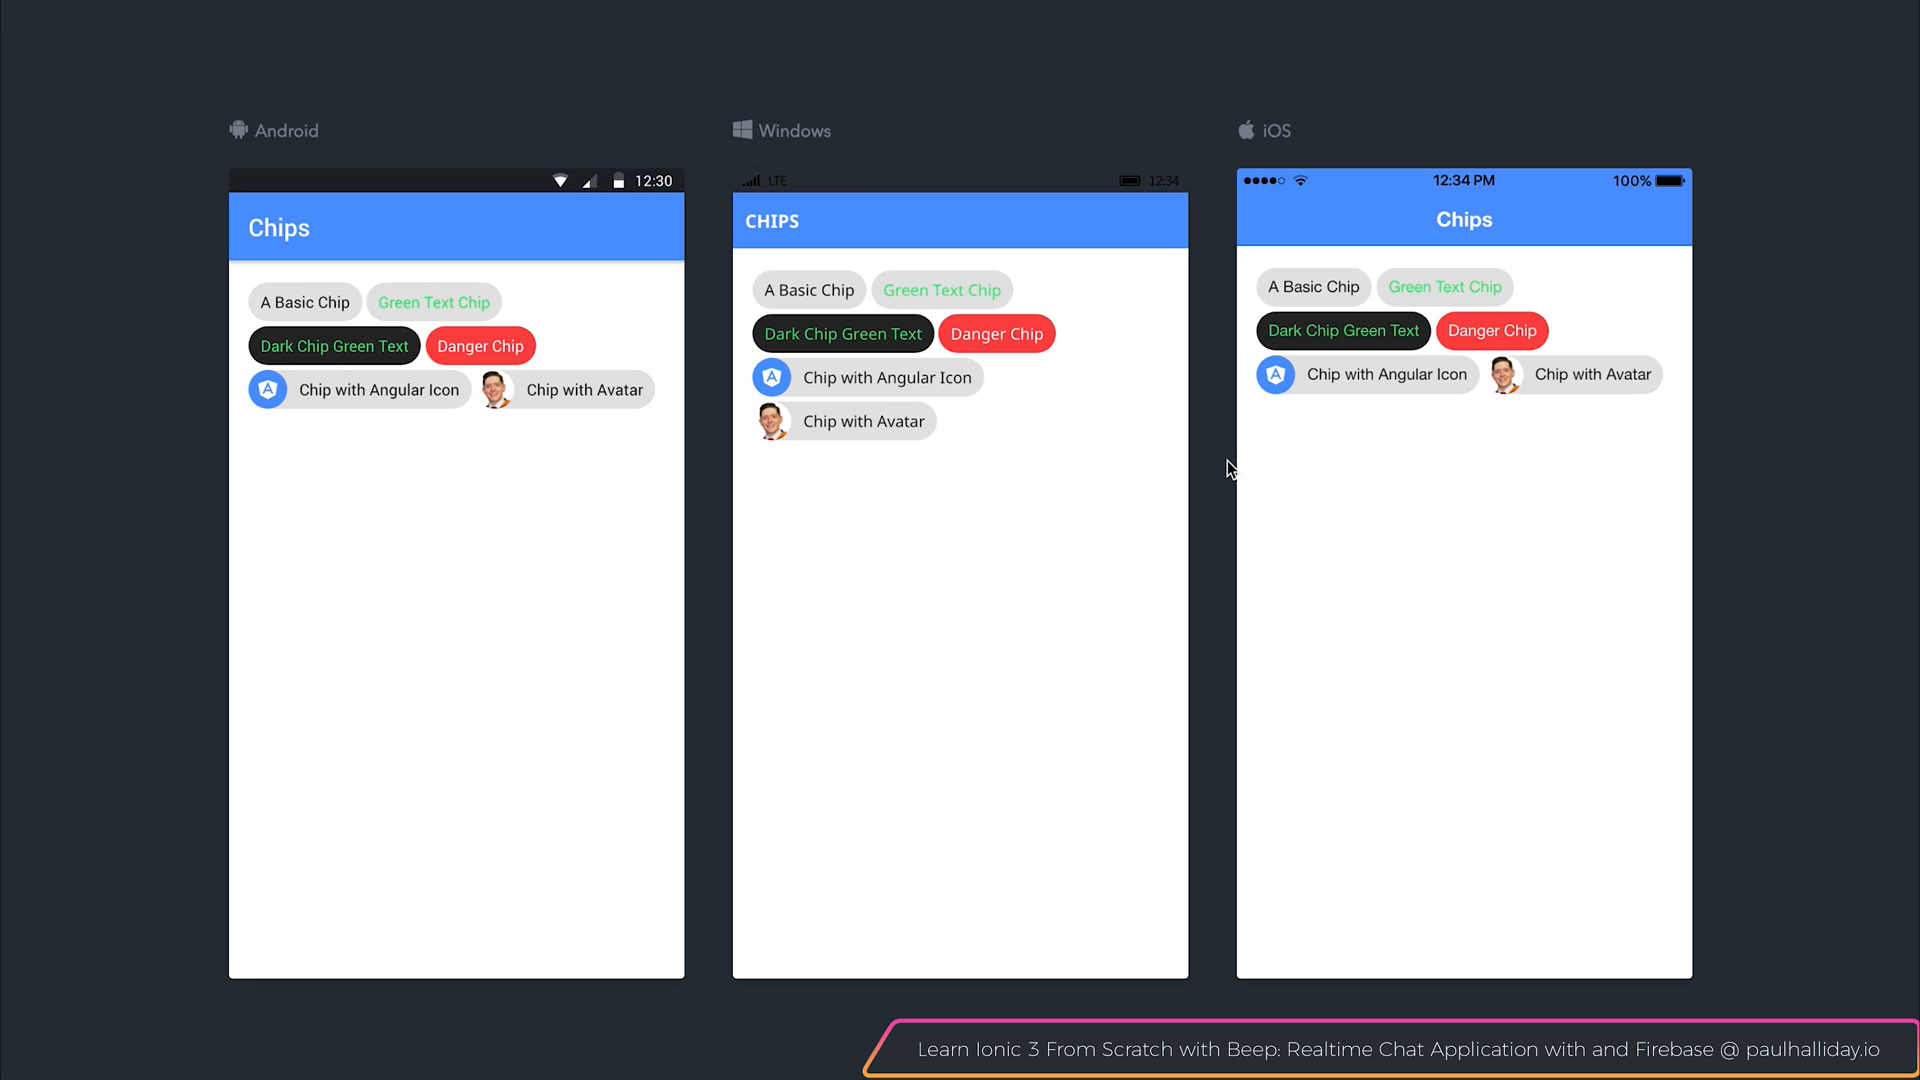 Android
12:30
Chips
A Basic Chip Green Text Chip
Dark Chip Green Text Danger Chip
Chip with Angular Icon Chip with Avatar
Windows
LTE 12:34
CHIPS
A Basic Chip Green Text Chip
Dark Chip Green Text Danger Chip
Chip with Angular Icon
Chip with Avatar
iOS
12:34 PM 100%
Chips
A Basic Chip Green Text Chip
Dark Chip Green Text Danger Chip
Chip with Angular Icon Chip with Avatar
Learn Ionic 3 From Scratch with Beep: Realtime Chat Application with and Firebase @ paulhalliday.io